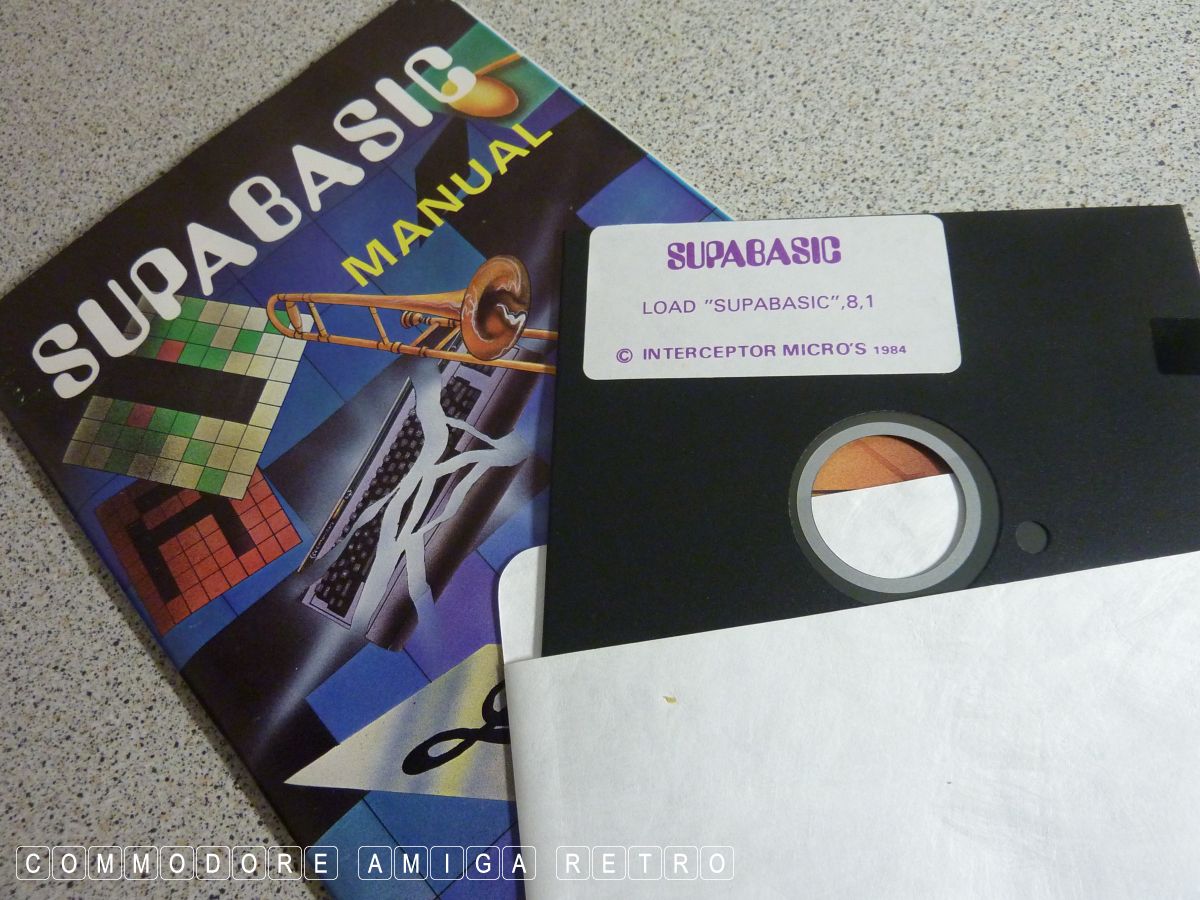 SUPABASIC
MANUAL
SUPABASIC
LOAD "SUPABASIC",8,1
© INTERCEPTOR MICRO'S 1984
COMMODORE AMIGA RETRO